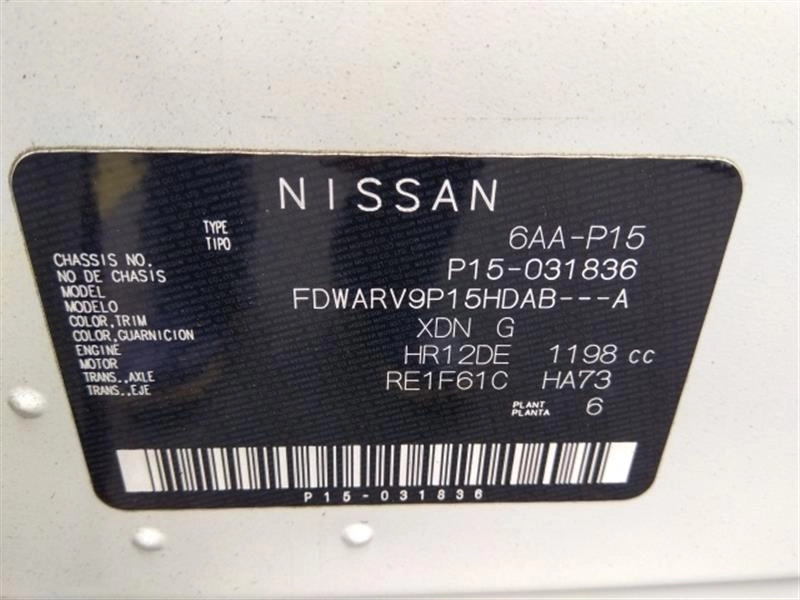 NISSAN
TYPE
TIPO 6AA-P15
CHASSIS NO.
NO DE CHASIS P15-031836
MODEL
MODELO FDWARV9P15HDAB---A
COLOR,TRIM
COLOR,GUARNICION XDN G
ENGINE
MOTOR HR12DE 1198 cc
TRANS.,AXLE
TRANS.,EJE RE1F61C HA73
PLANT
PLANTA 6
P15-031836